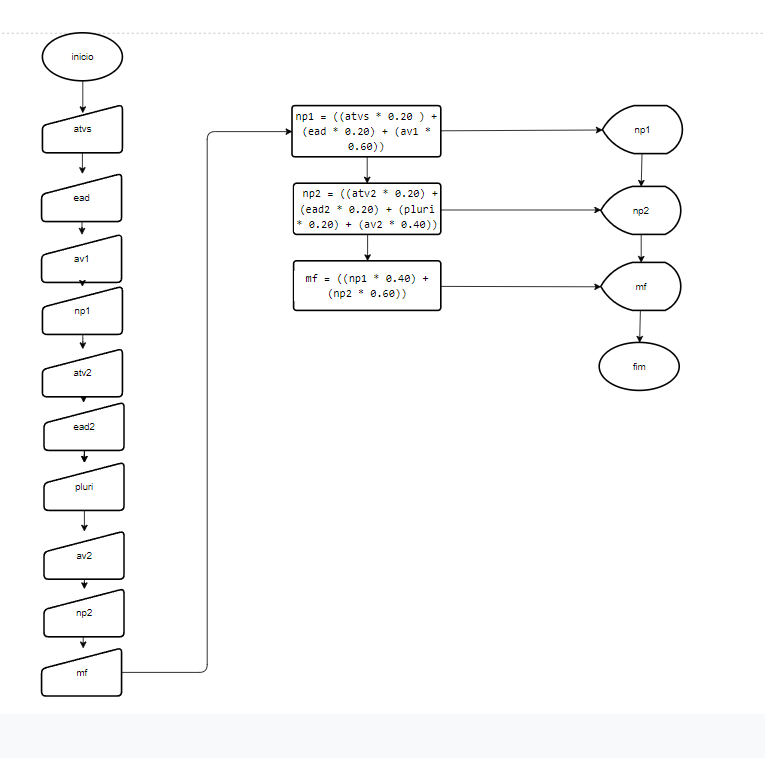 inicio
atvs
ead
av1
np1
atv2
ead2
pluri
av2
np2
mf
np1 = ((atvs * 0.20 ) +
(ead * 0.20) + (av1 *
0.60))
np2 = ((atv2 * 0.20) +
(ead2 * 0.20) + (pluri
* 0.20) + (av2 * 0.40))
mf = ((np1 * 0.40) +
(np2 * 0.60))
np1
np2
mf
fim